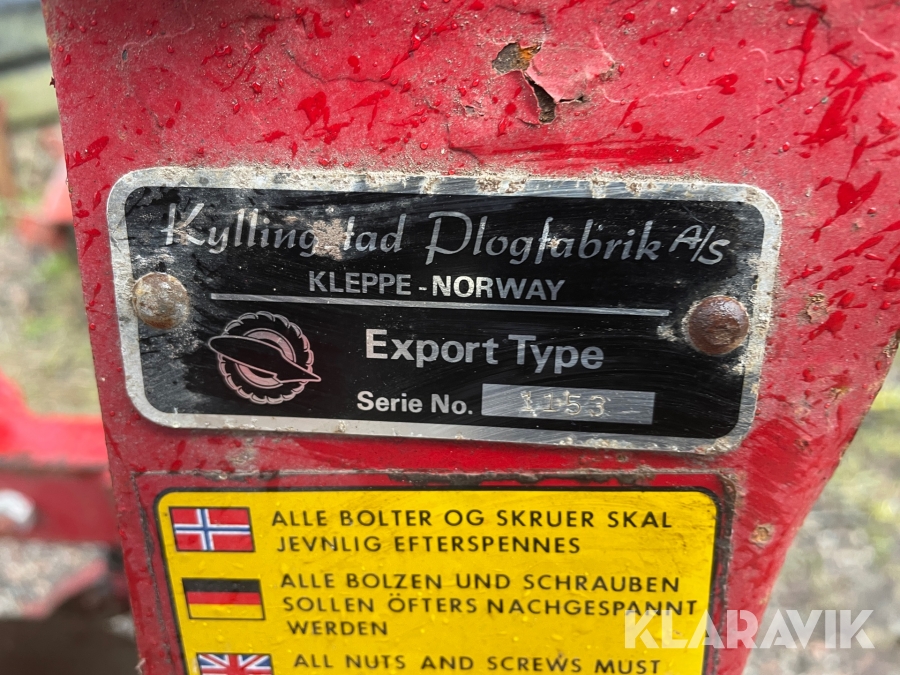 Kyllingstad Plogfabrik A/S
KLEPPE - NORWAY
Export Type
Serie No. 1153
ALLE BOLTER OG SKRUER SKAL
JEVNLIG EFTERSPENNES
ALLE BOLZEN UND SCHRAUBEN
SOLLEN ÖFTERS NACHGESPANNT
WERDEN
ALL NUTS AND SCREWS MUST
KLARAVIK